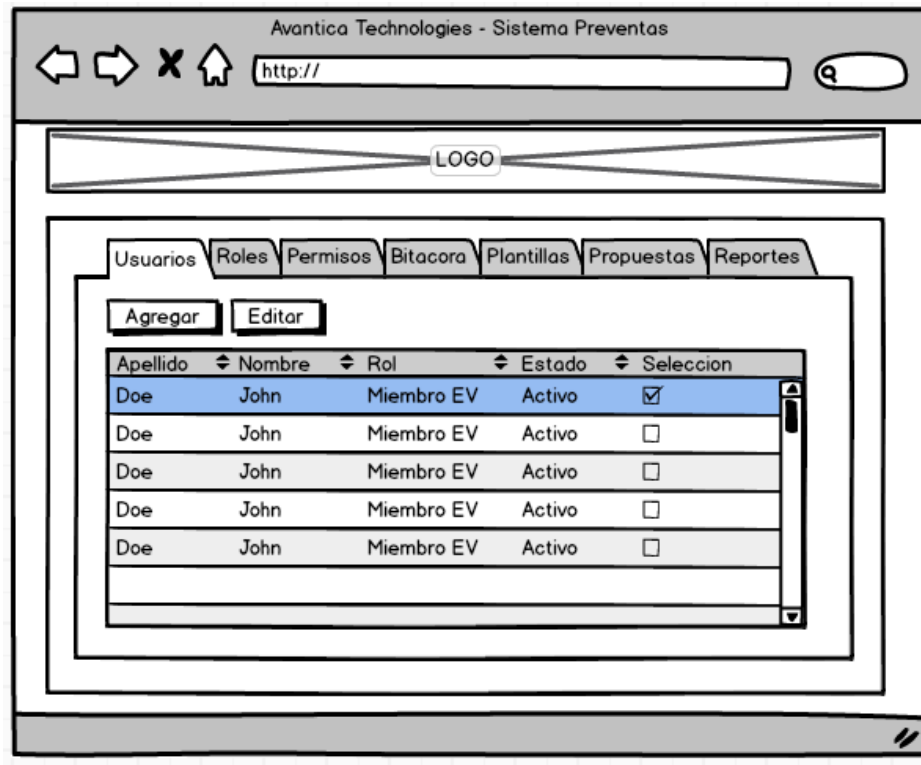 Avantica Technologies - Sistema Preventas
http://
LOGO
Usuarios Roles Permisos Bitacora Plantillas Propuestas Reportes
Agregar Editar
Apellido Nombre Rol Estado Seleccion
Doe John Miembro EV Activo
Doe John Miembro EV Activo
Doe John Miembro EV Activo
Doe John Miembro EV Activo
Doe John Miembro EV Activo